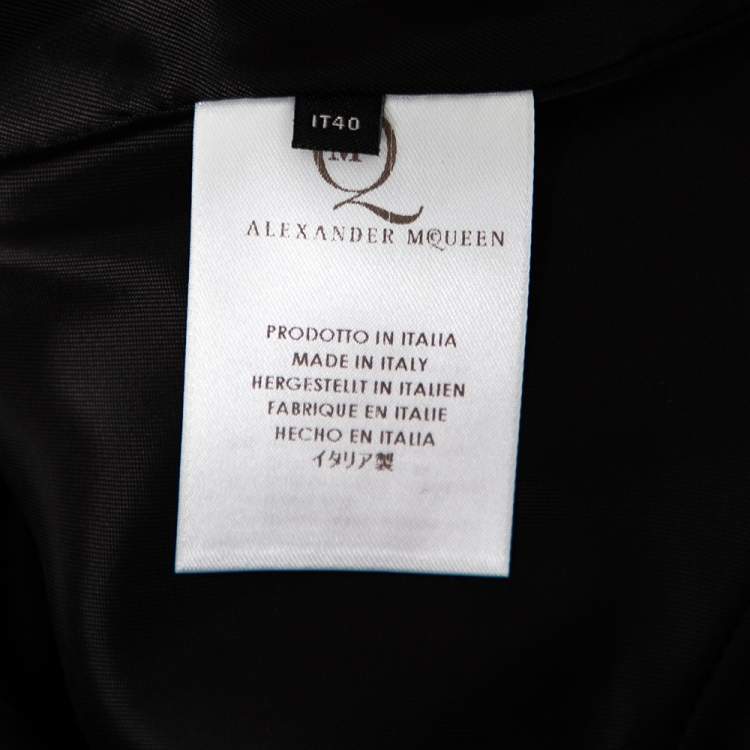 IT40
MQ
ALEXANDER MCQUEEN
PRODOTTO IN ITALIA
MADE IN ITALY
HERGESTELLT IN ITALIEN
FABRIQUE EN ITALIE
HECHO EN ITALIA
イタリア製